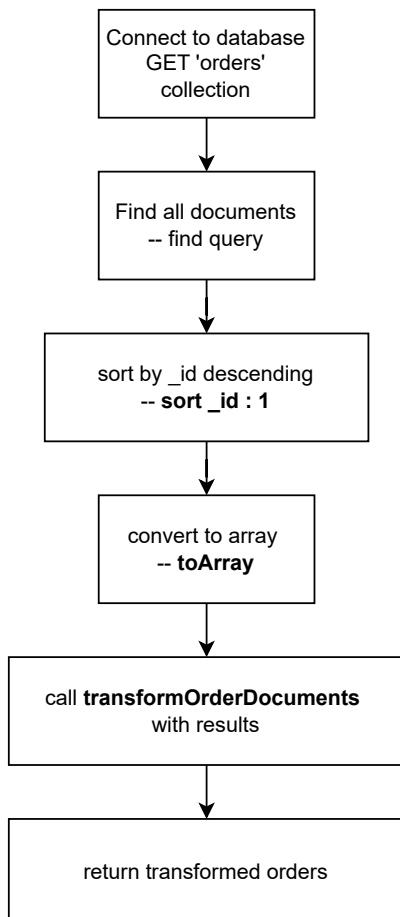 Connect to database
GET 'orders'
collection
Find all documents
-- find query
sort by _id descending
-- sort _id : 1
convert to array
-- toArray
call transformOrderDocuments
with results
return transformed orders